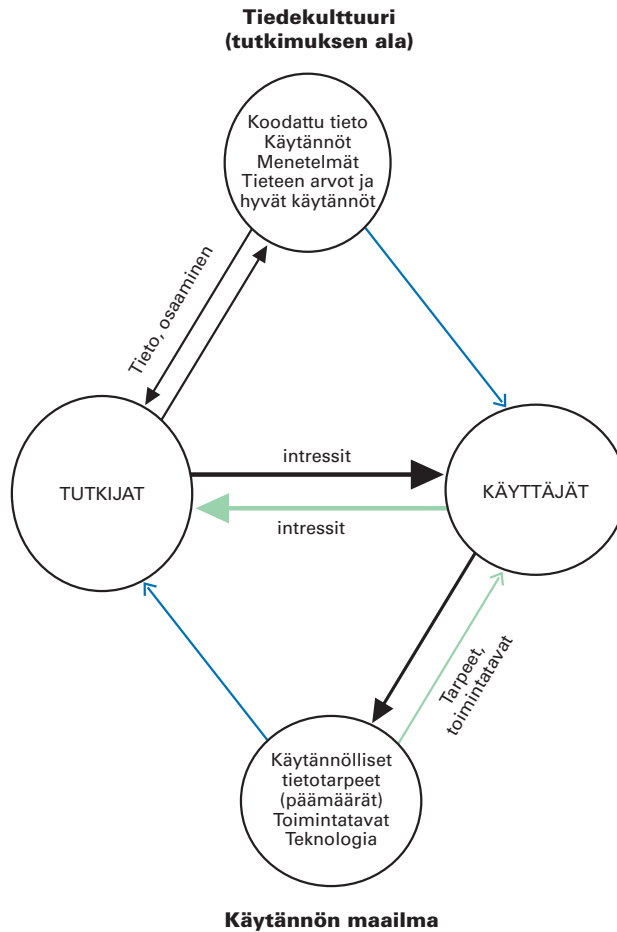 Tiedekulttuuri
(tutkimuksen ala)
Koodattu tieto
Käytännöt
Menetelmät
Tieteen arvot ja
hyvät käytännöt
Tieto, osaaminen
intressit
TUTKIJAT
KÄYTTÄJÄT
intressit
Tarpeet,
toimintatavat
Käytännölliset
tietotarpeet
(päämäärät)
Toimintatavat
Teknologia
Käytännön maailma